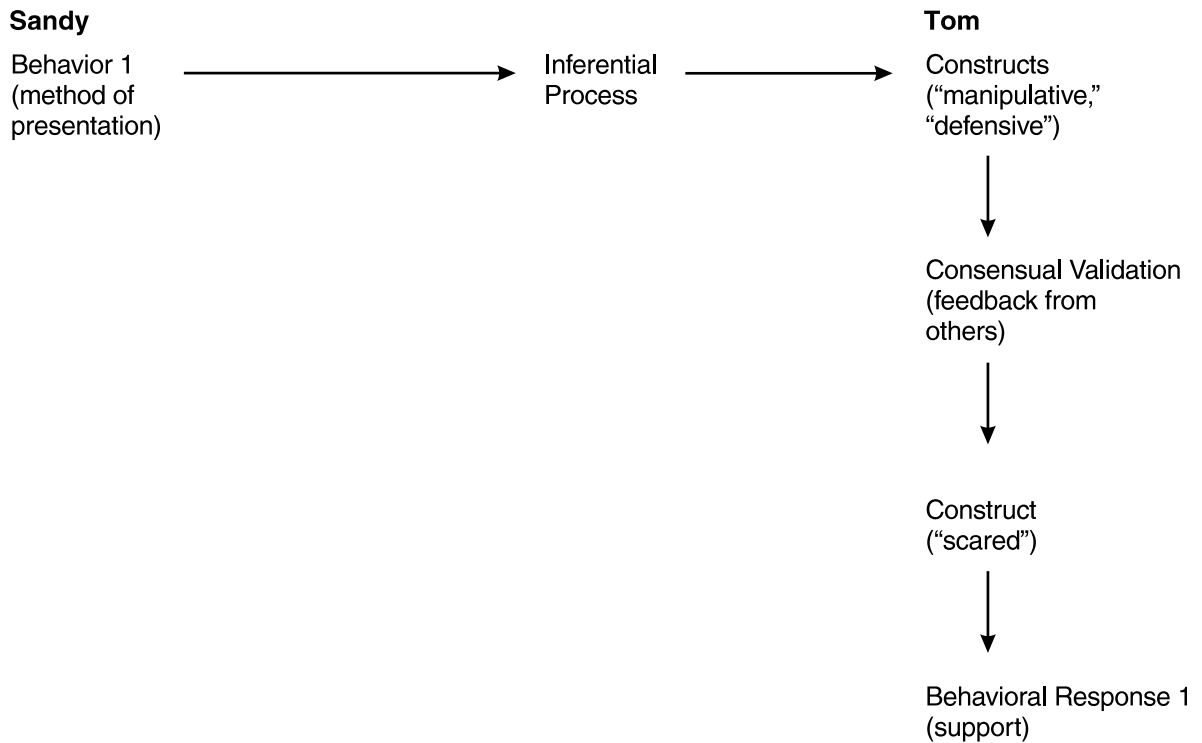 Sandy
Behavior 1
(method of
presentation)
Inferential
Process
Tom
Constructs
(“manipulative,”
“defensive”)
Consensual Validation
(feedback from
others)
Construct
(“scared”)
Behavioral Response 1
(support)